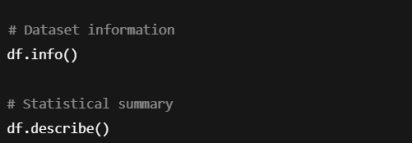 # Dataset information
df.info()
# Statistical summary
df.describe()